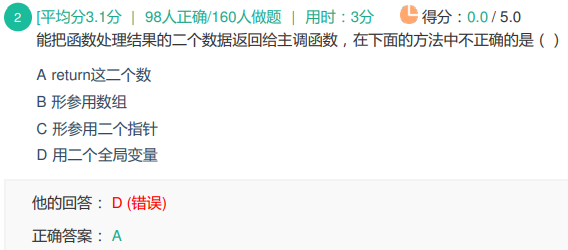 2 [平均分3.1分 | 98人正确/160人做题 | 用时：3分 得分：0.0 / 5.0
能把函数处理结果的二个数据返回给主调函数，在下面的方法中不正确的是（ ）
A return这二个数
B 形参用数组
C 形参用二个指针
D 用二个全局变量
他的回答： D (错误)
正确答案： A